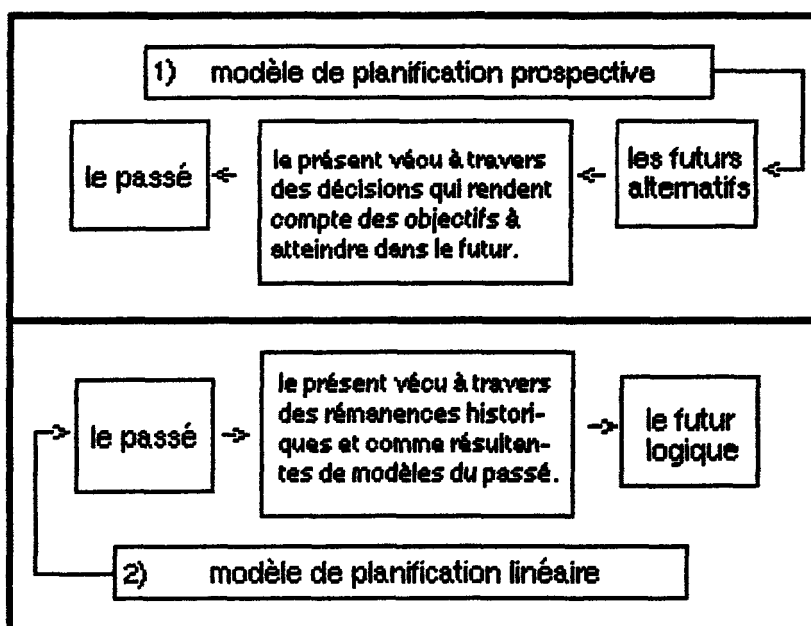 1) modèle de planification prospective
le passé
le présent vécu à travers
des décisions qui rendent
compte des objectifs à
atteindre dans le futur.
les futurs
alternatifs
le passé
le présent vécu à travers
des rémanences histori-
ques et comme résultan-
tes de modèles du passé.
le futur
logique
2) modèle de planification linéaire